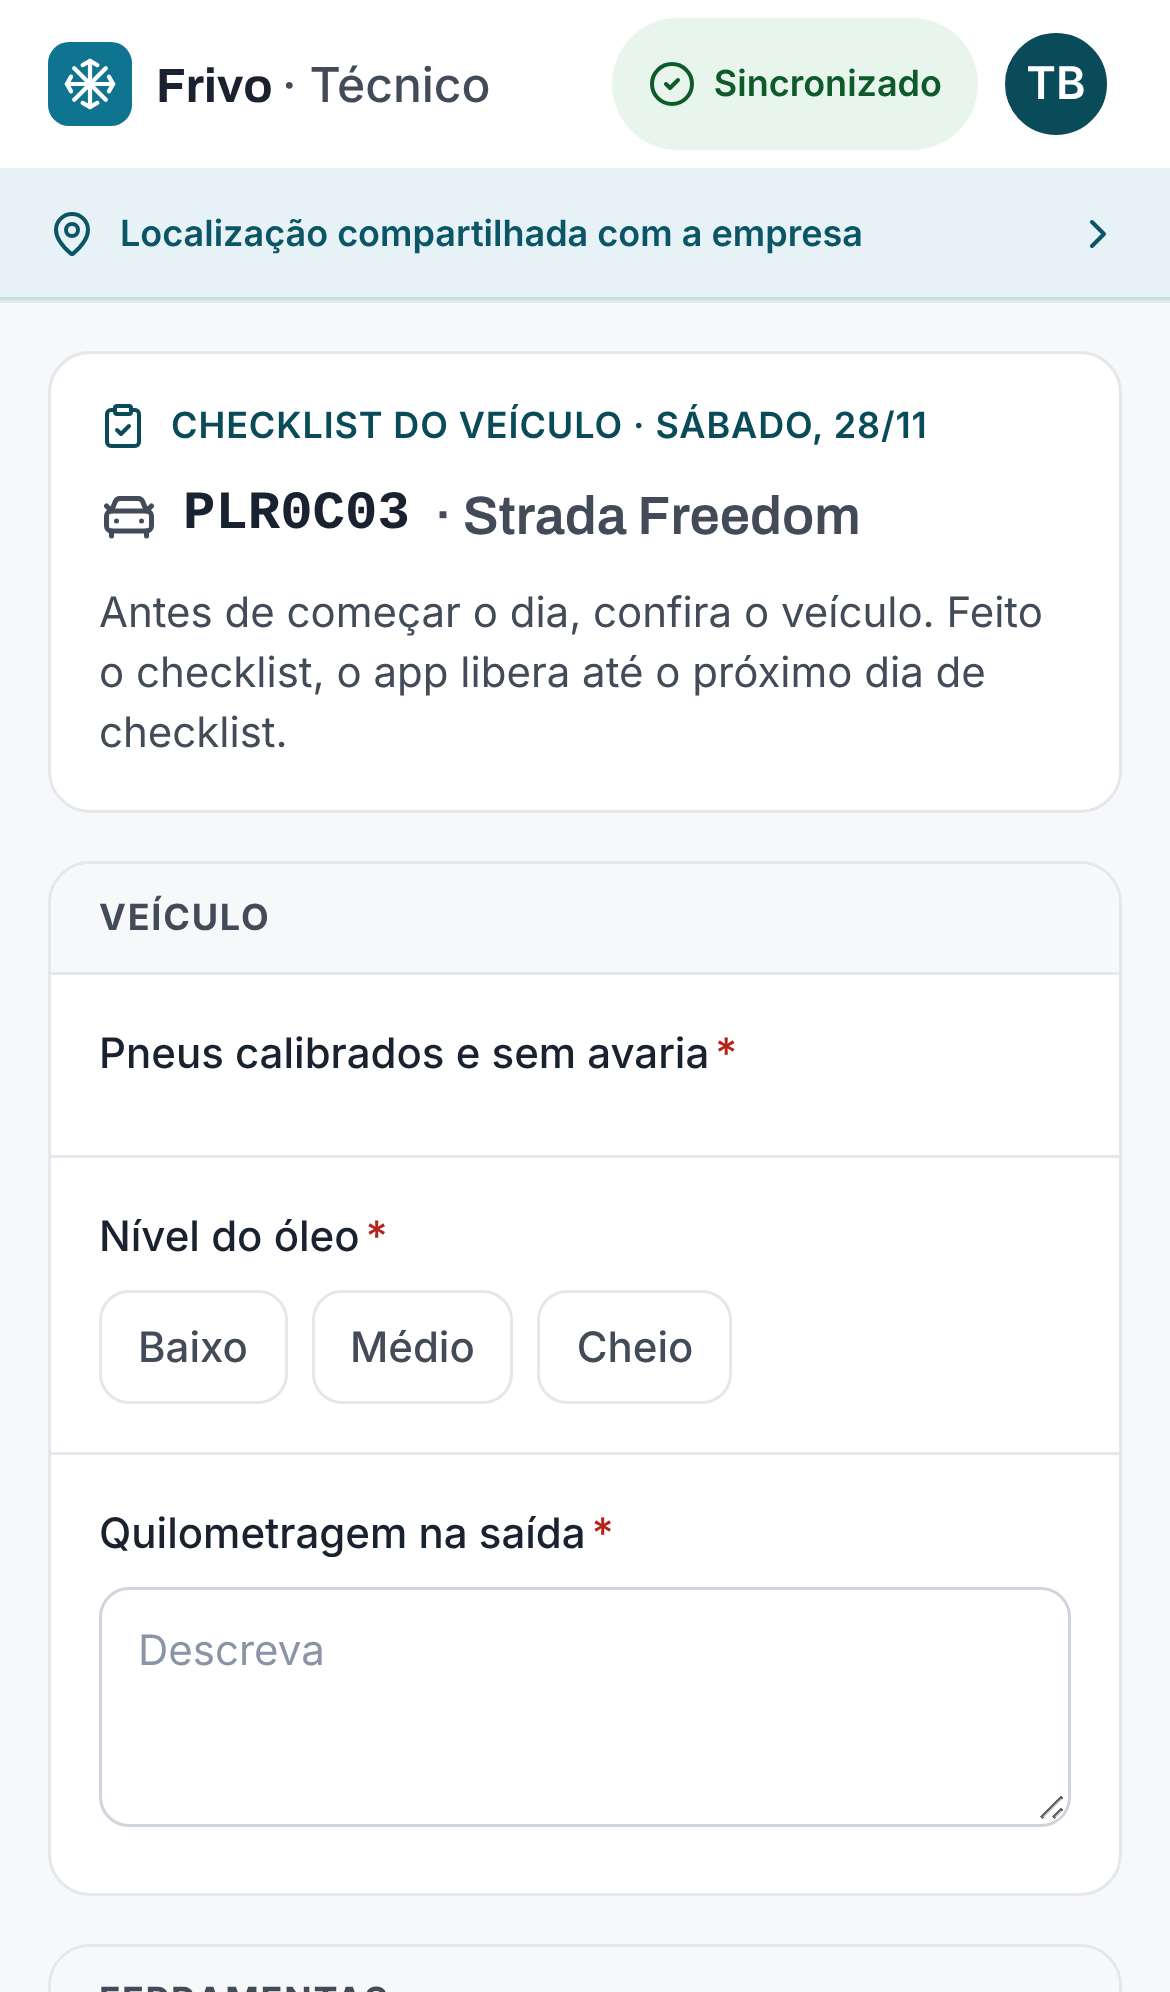 Frivo · Técnico
Sincronizado
TB
Localização compartilhada com a empresa
CHECKLIST DO VEÍCULO · SÁBADO, 28/11
PLR0C03 · Strada Freedom
Antes de começar o dia, confira o veículo. Feito
o checklist, o app libera até o próximo dia de
checklist.
VEÍCULO
Pneus calibrados e sem avaria *
Nível do óleo *
Baixo
Médio
Cheio
Quilometragem na saída *
Descreva
FERRAMENTAS